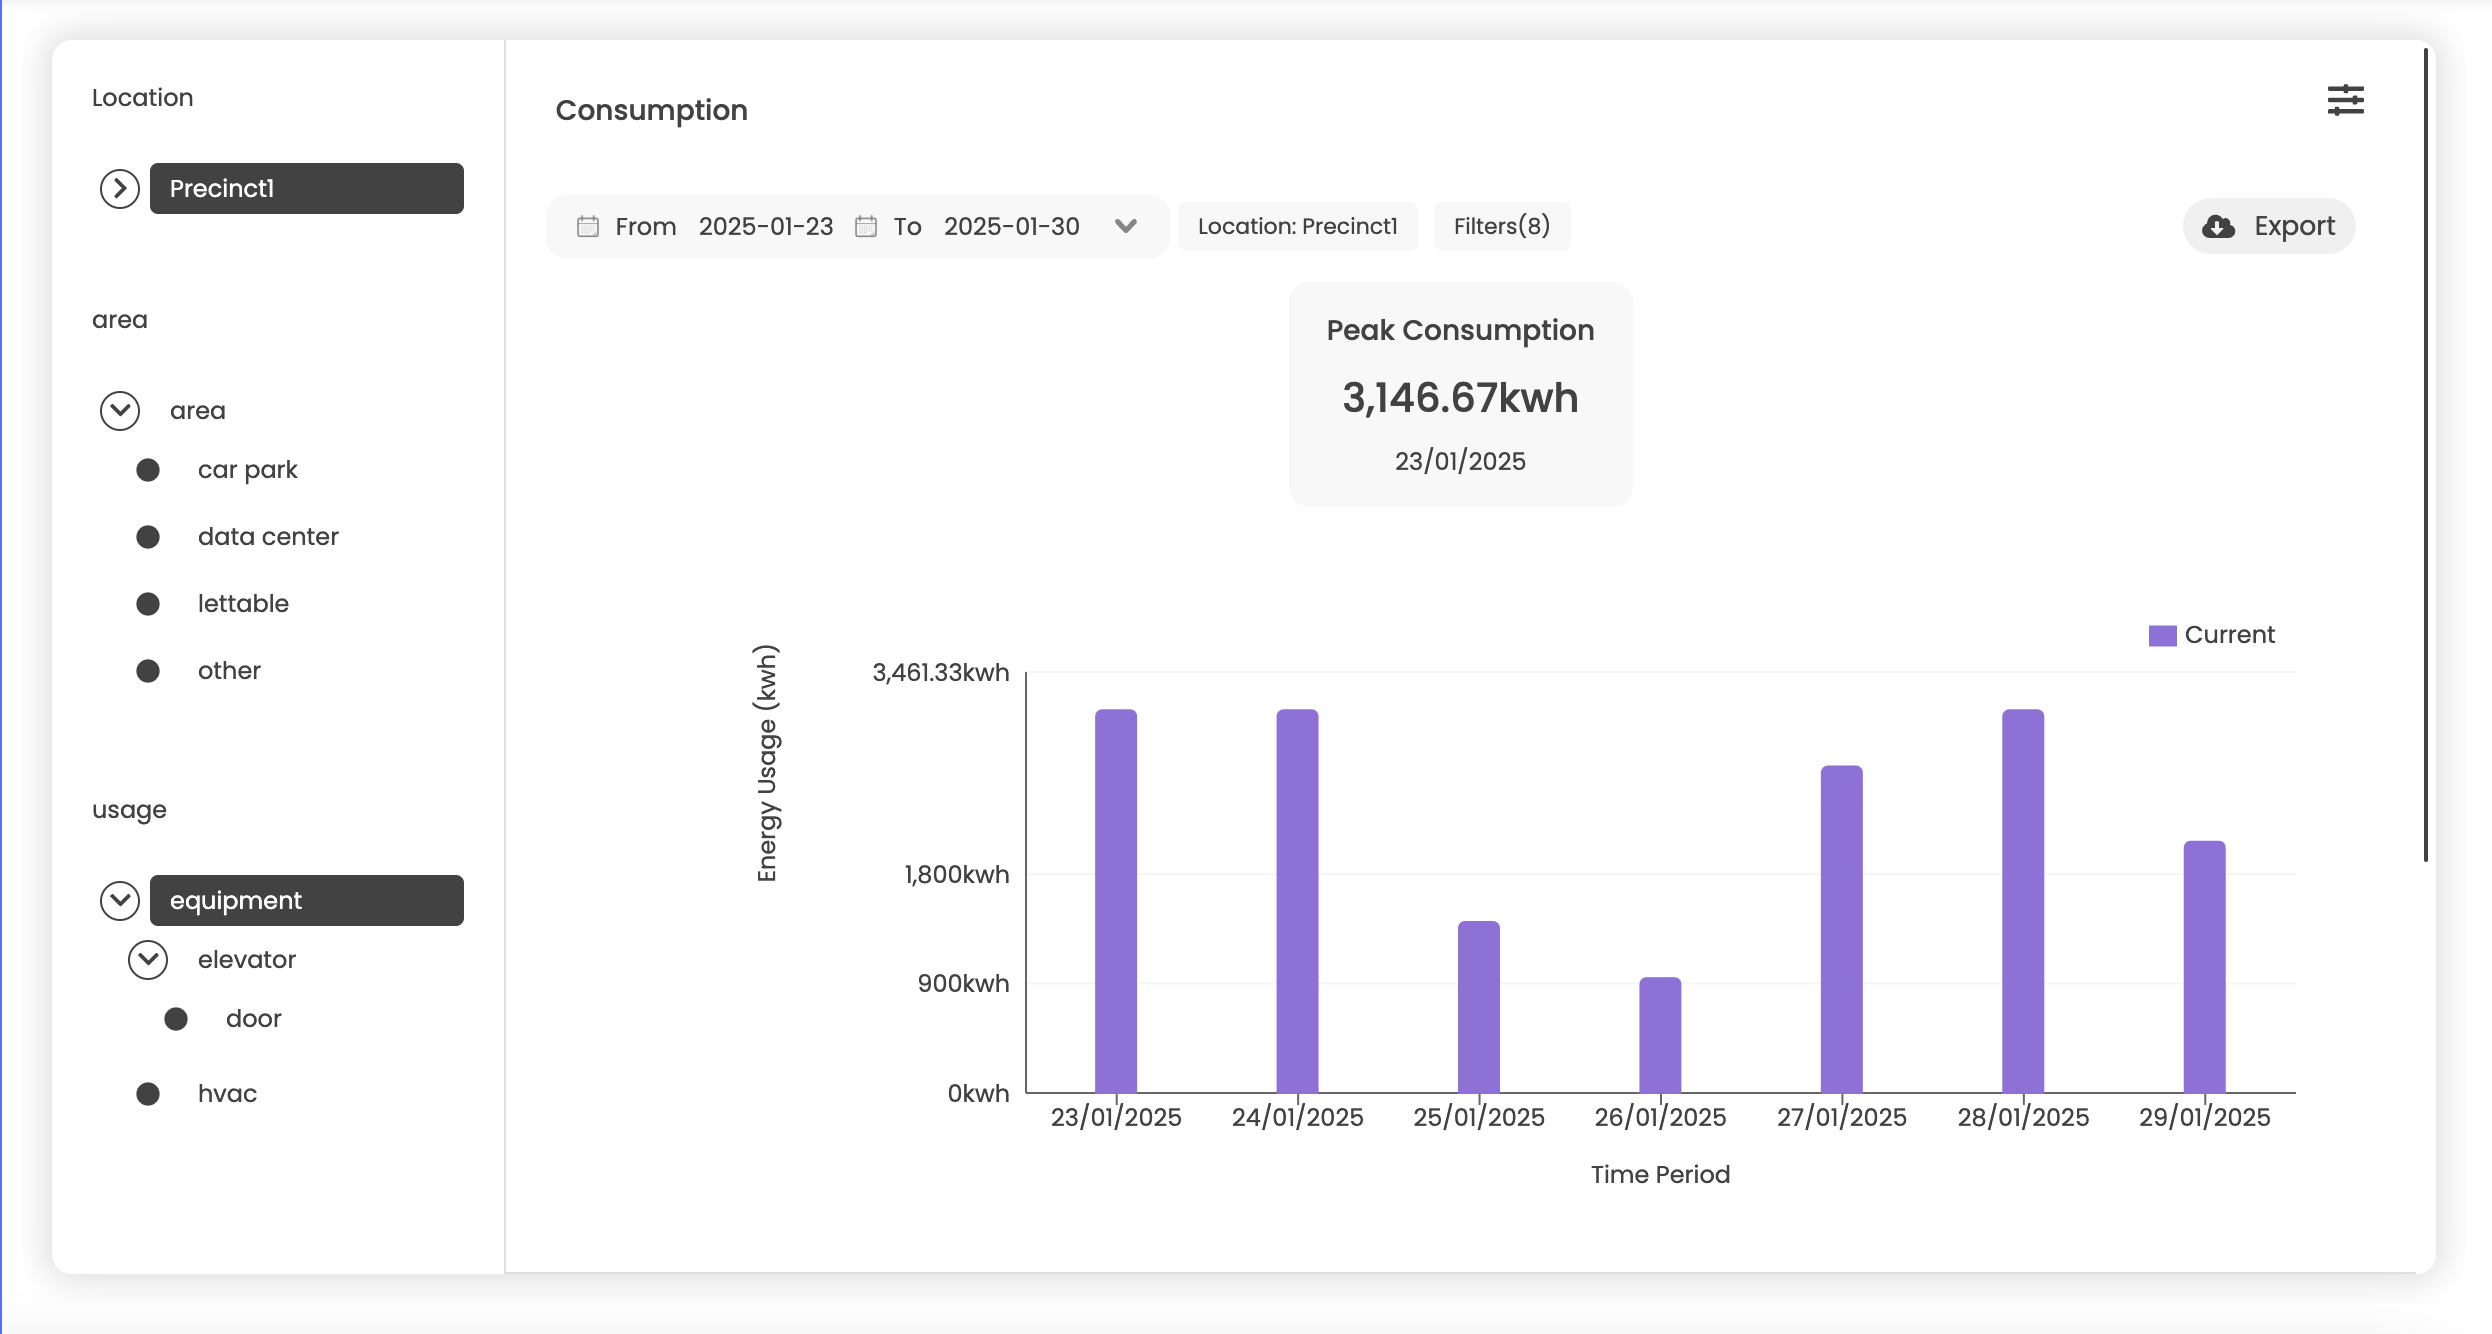 Location
Precinct1
area
area
car park
data center
lettable
other
usage
equipment
elevator
door
hvac
Consumption
From 2025-01-23 To 2025-01-30
Location: Precinct1
Filters(8)
Export
Peak Consumption
3,146.67kwh
23/01/2025
Current
Energy Usage (kwh)
3,461.33kwh
1,800kwh
900kwh
0kwh
23/01/2025 24/01/2025 25/01/2025 26/01/2025 27/01/2025 28/01/2025 29/01/2025
Time Period